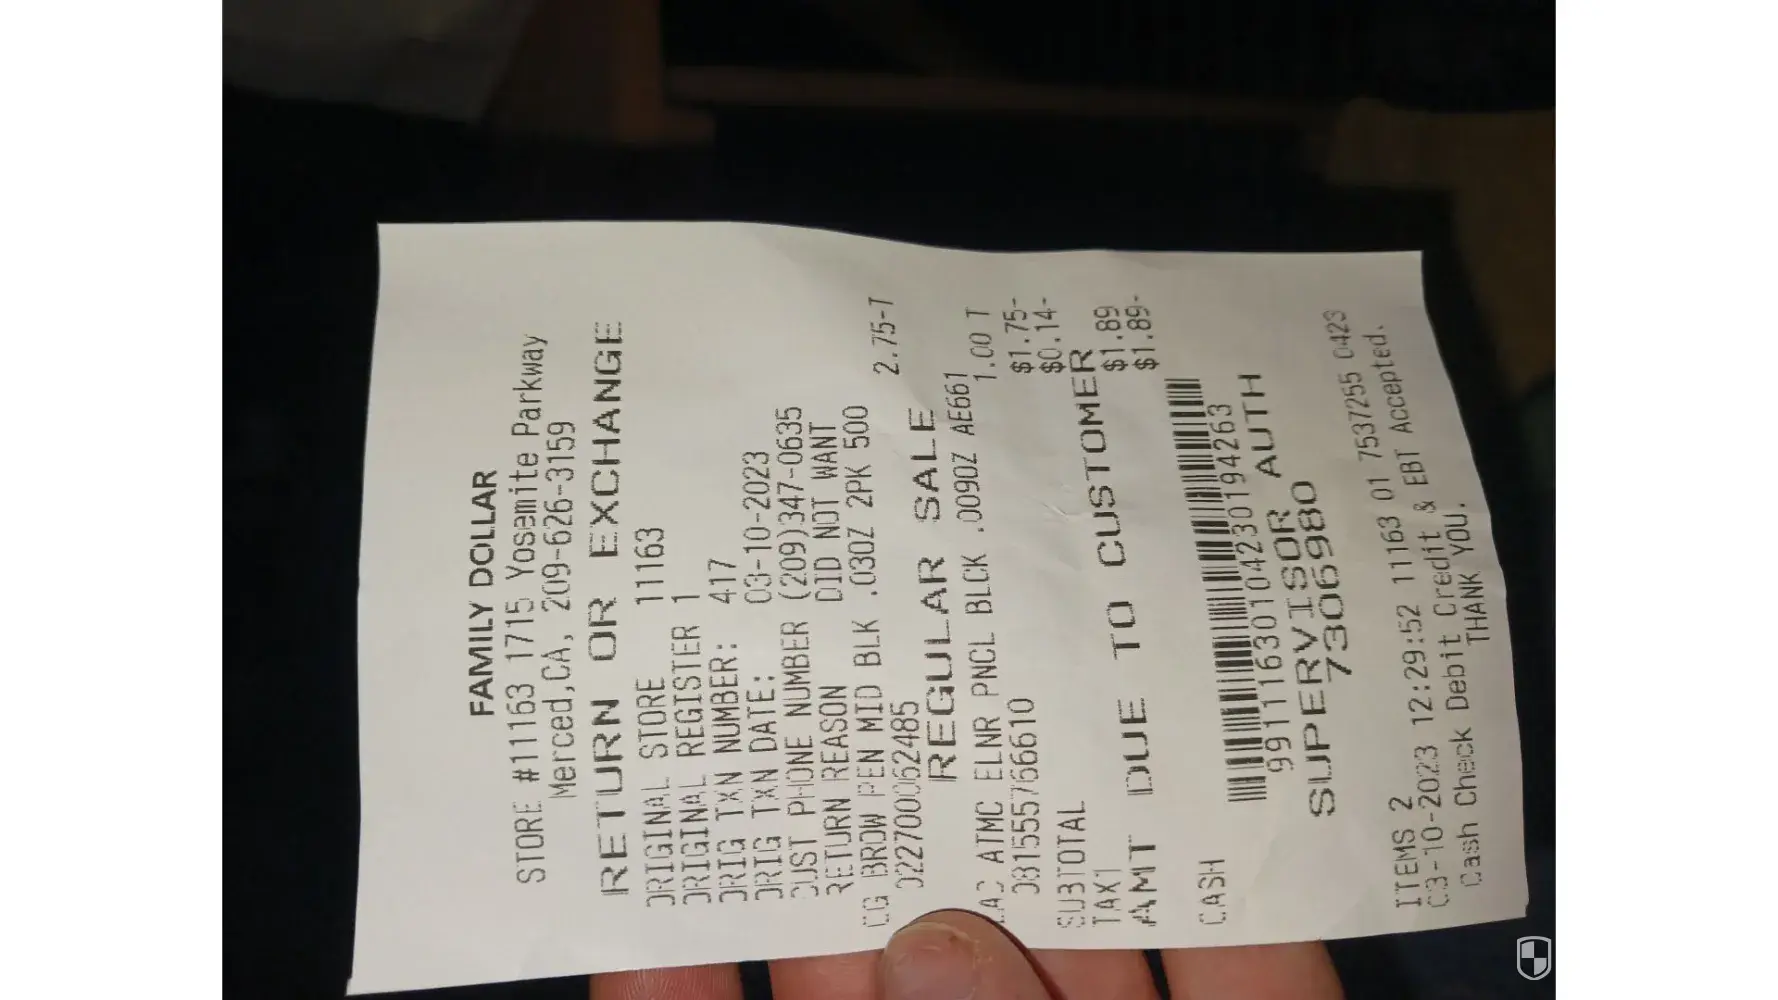 FAMILY DOLLAR
STORE #11163 1715 Yosemite Parkway
Merced,CA, 209-626-3159
RETURN OR EXCHANGE
ORIGINAL STORE 11163
ORIGINAL REGISTER 1
ORIG TXN NUMBER: 417
ORIG TXN DATE: 03-10-2023
CUST PHONE NUMBER (209)347-0635
RETURN REASON DID NOT WANT
CG BROW PEN MID BLK .03OZ 2PK 500
022700062485 2.75-T
REGULAR SALE
LAC ATMC ELNR PNCL BLCK .009OZ AE661
081555766610 1.00 T
SUBTOTAL $1.75-
TAX1 $0.14-
AMT DUE TO CUSTOMER $1.89
CASH $1.89-
99111630104230194263
SUPERVISOR AUTH
7306980
ITEMS 2
03-10-2023 12:29:52 11163 01 7537255 0423
Cash Check Debit Credit & EBT Accepted.
THANK YOU.